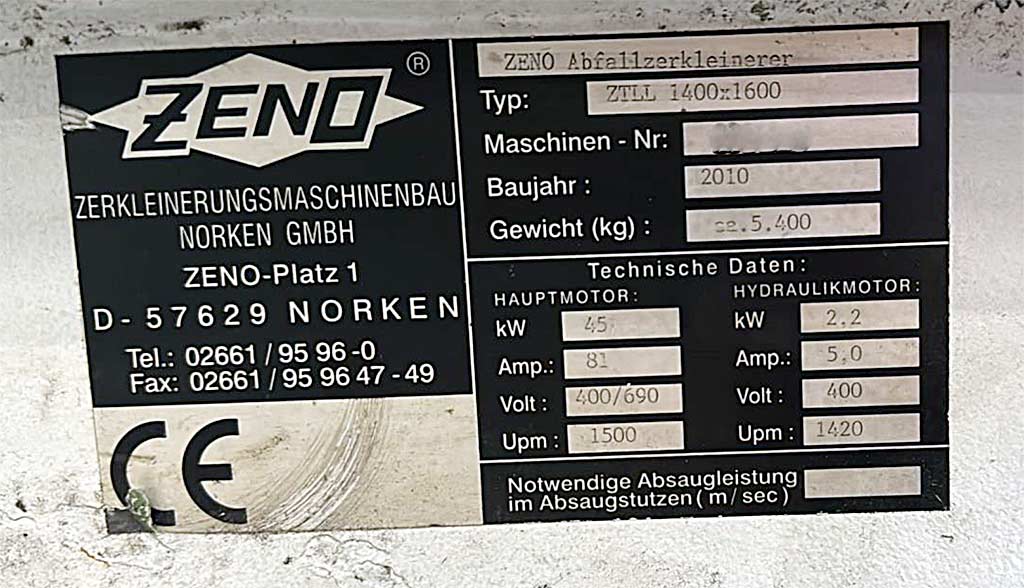 ZENO ®
ZERKLEINERUNGSMASCHINENBAU
NORKEN GMBH
ZENO-Platz 1
D- 57629 NORKEN
Tel.: 02661 / 95 96 -0
Fax: 02661 / 95 96 47 - 49
CE
ZENO Abfallzerkleinerer
Typ: ZTLL 1400x1600
Maschinen - Nr:
Baujahr : 2010
Gewicht (kg) : ca.5.400
Technische Daten:
HAUPTMOTOR:
kW 45
Amp.: 81
Volt : 400/690
Upm : 1500
HYDRAULIKMOTOR:
kW 2,2
Amp.: 5,0
Volt : 400
Upm : 1420
Notwendige Absaugleistung
im Absaugstutzen ( m / sec)